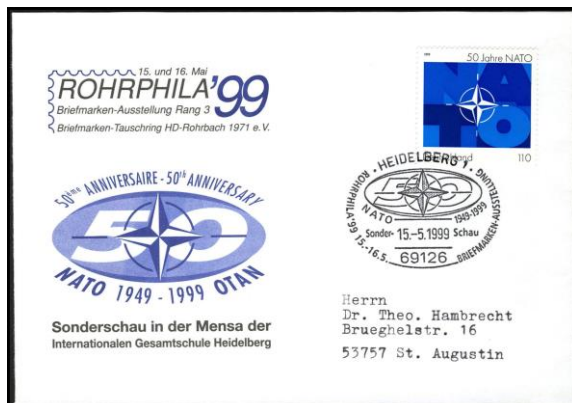 15. und 16. Mai
ROHRPHILA'99
Briefmarken-Ausstellung Rang 3
Briefmarken-Tauschring HD-Rohrbach 1971 e.V.
50ème ANNIVERSAIRE - 50th ANNIVERSARY
50
NATO 1949 - 1999 OTAN
Sonderschau in der Mensa der
Internationalen Gesamtschule Heidelberg
50 Jahre NATO
NATO
110
HEIDELBERG 1
50
NATO 1949-1999
Sonder- 15.-5.1999 Schau
ROHRPHILA'99 15.-16.5. BRIEFMARKEN-AUSSTELLUNG
69126
Herrn
Dr. Theo. Hambrecht
Brueghelstr. 16
53757 St. Augustin